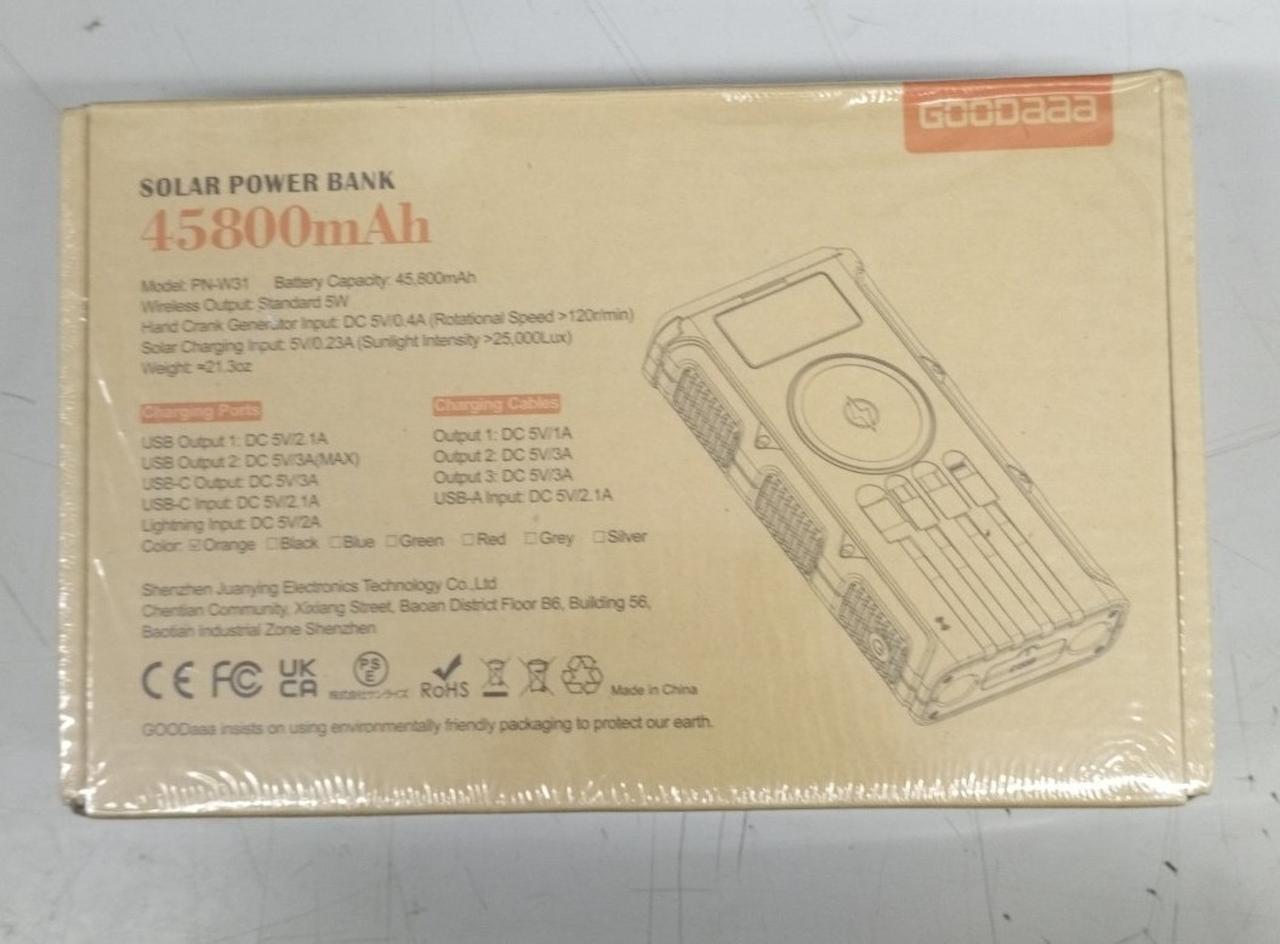 GOODaaa
SOLAR POWER BANK
45800mAh
Model: PN-W31 Battery Capacity: 45,800mAh
Wireless Output: Standard 5W
Hand Crank Generator Input: DC 5V/0.4A (Rotational Speed >120r/min)
Solar Charging Input: 5V/0.23A (Sunlight Intensity >25,000Lux)
Weight: ≈21.3oz
Charging Ports
USB Output 1: DC 5V/2.1A
USB Output 2: DC 5V/3A(MAX)
USB-C Output: DC 5V/3A
USB-C Input: DC 5V/2.1A
Lightning Input: DC 5V/2A
Charging Cables
Output 1: DC 5V/1A
Output 2: DC 5V/3A
Output 3: DC 5V/3A
USB-A Input: DC 5V/2.1A
Color: ☑Orange ☐Black ☐Blue ☐Green ☐Red ☐Grey ☐Silver
Shenzhen Juanying Electronics Technology Co.,Ltd
Chentian Community, Xixiang Street, Baoan District Floor B6, Building 56,
Baotian Industrial Zone Shenzhen
CE FC UK CA PS E RoHS Made in China
GOODaaa insists on using environmentally friendly packaging to protect our earth.